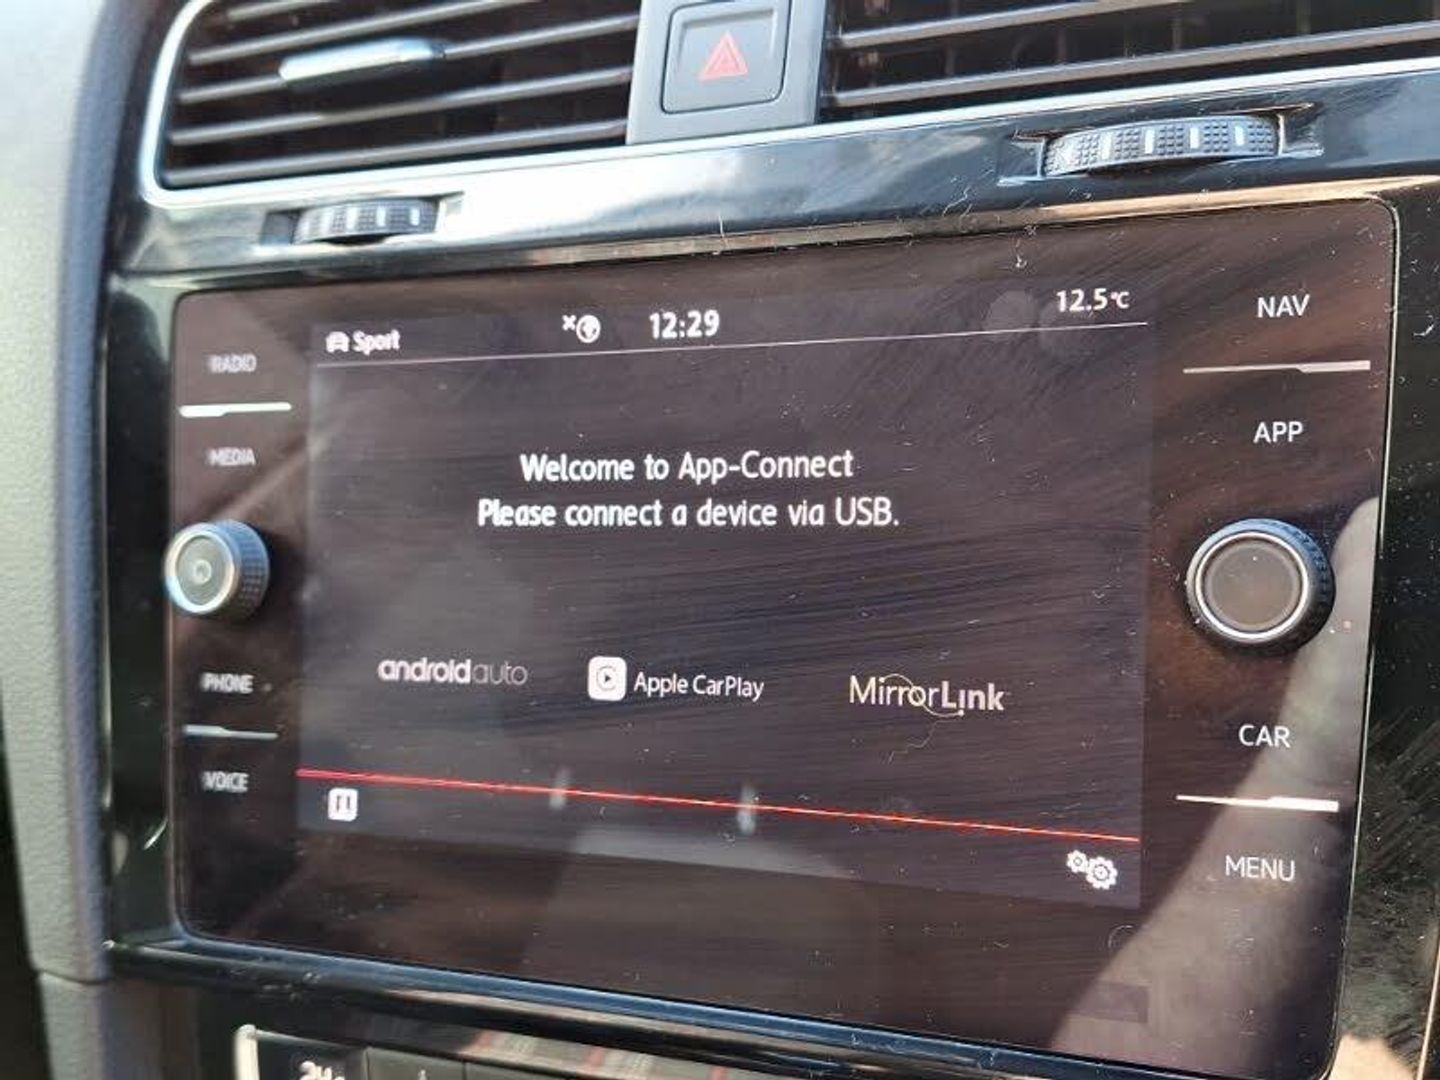 Sport
12:29
12.5°C
NAV
RADIO
APP
MEDIA
Welcome to App-Connect
Please connect a device via USB.
androidauto
Apple CarPlay
MirrorLink
PHONE
CAR
VOICE
MENU